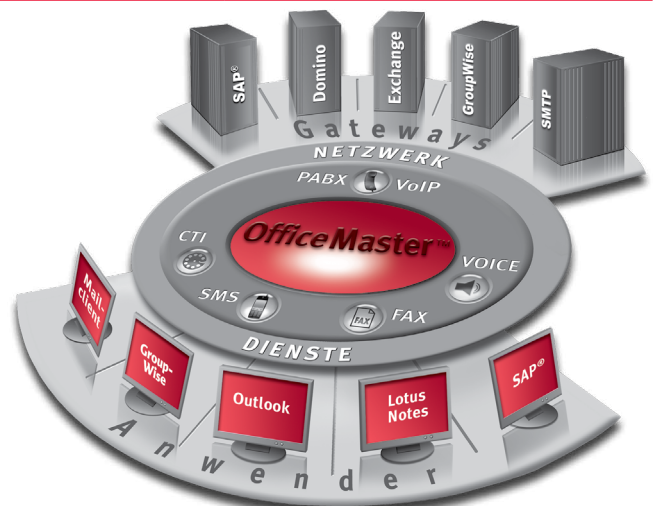 SAP®
Domino
Exchange
GroupWise
SMTP
Gateways
NETZWERK
PABX VoIP
OfficeMaster™
CTI
VOICE
SMS
FAX
FAX
DIENSTE
Mail-
client
Group-
Wise
Outlook
Lotus
Notes
SAP®
Anwender